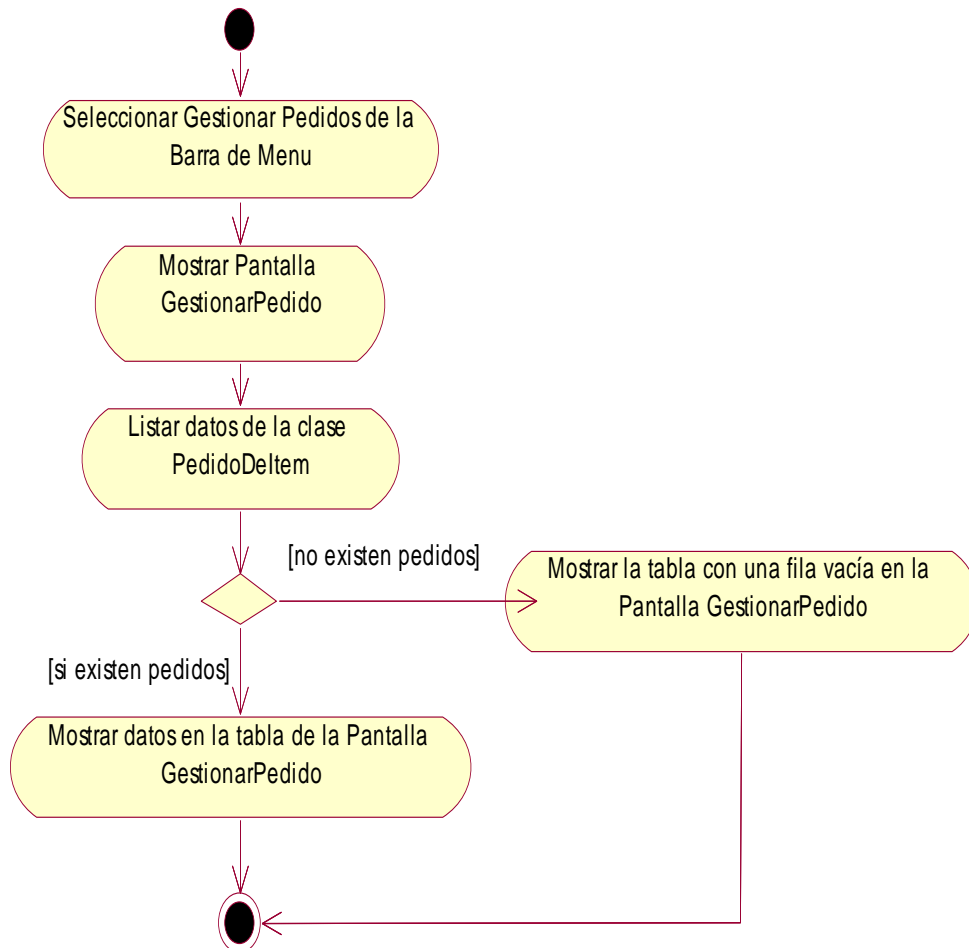 Seleccionar Gestionar Pedidos de la
Barra de Menu
Mostrar Pantalla
GestionarPedido
Listar datos de la clase
PedidoDeItem
[no existen pedidos]
Mostrar la tabla con una fila vacía en la
Pantalla GestionarPedido
[si existen pedidos]
Mostrar datos en la tabla de la Pantalla
GestionarPedido